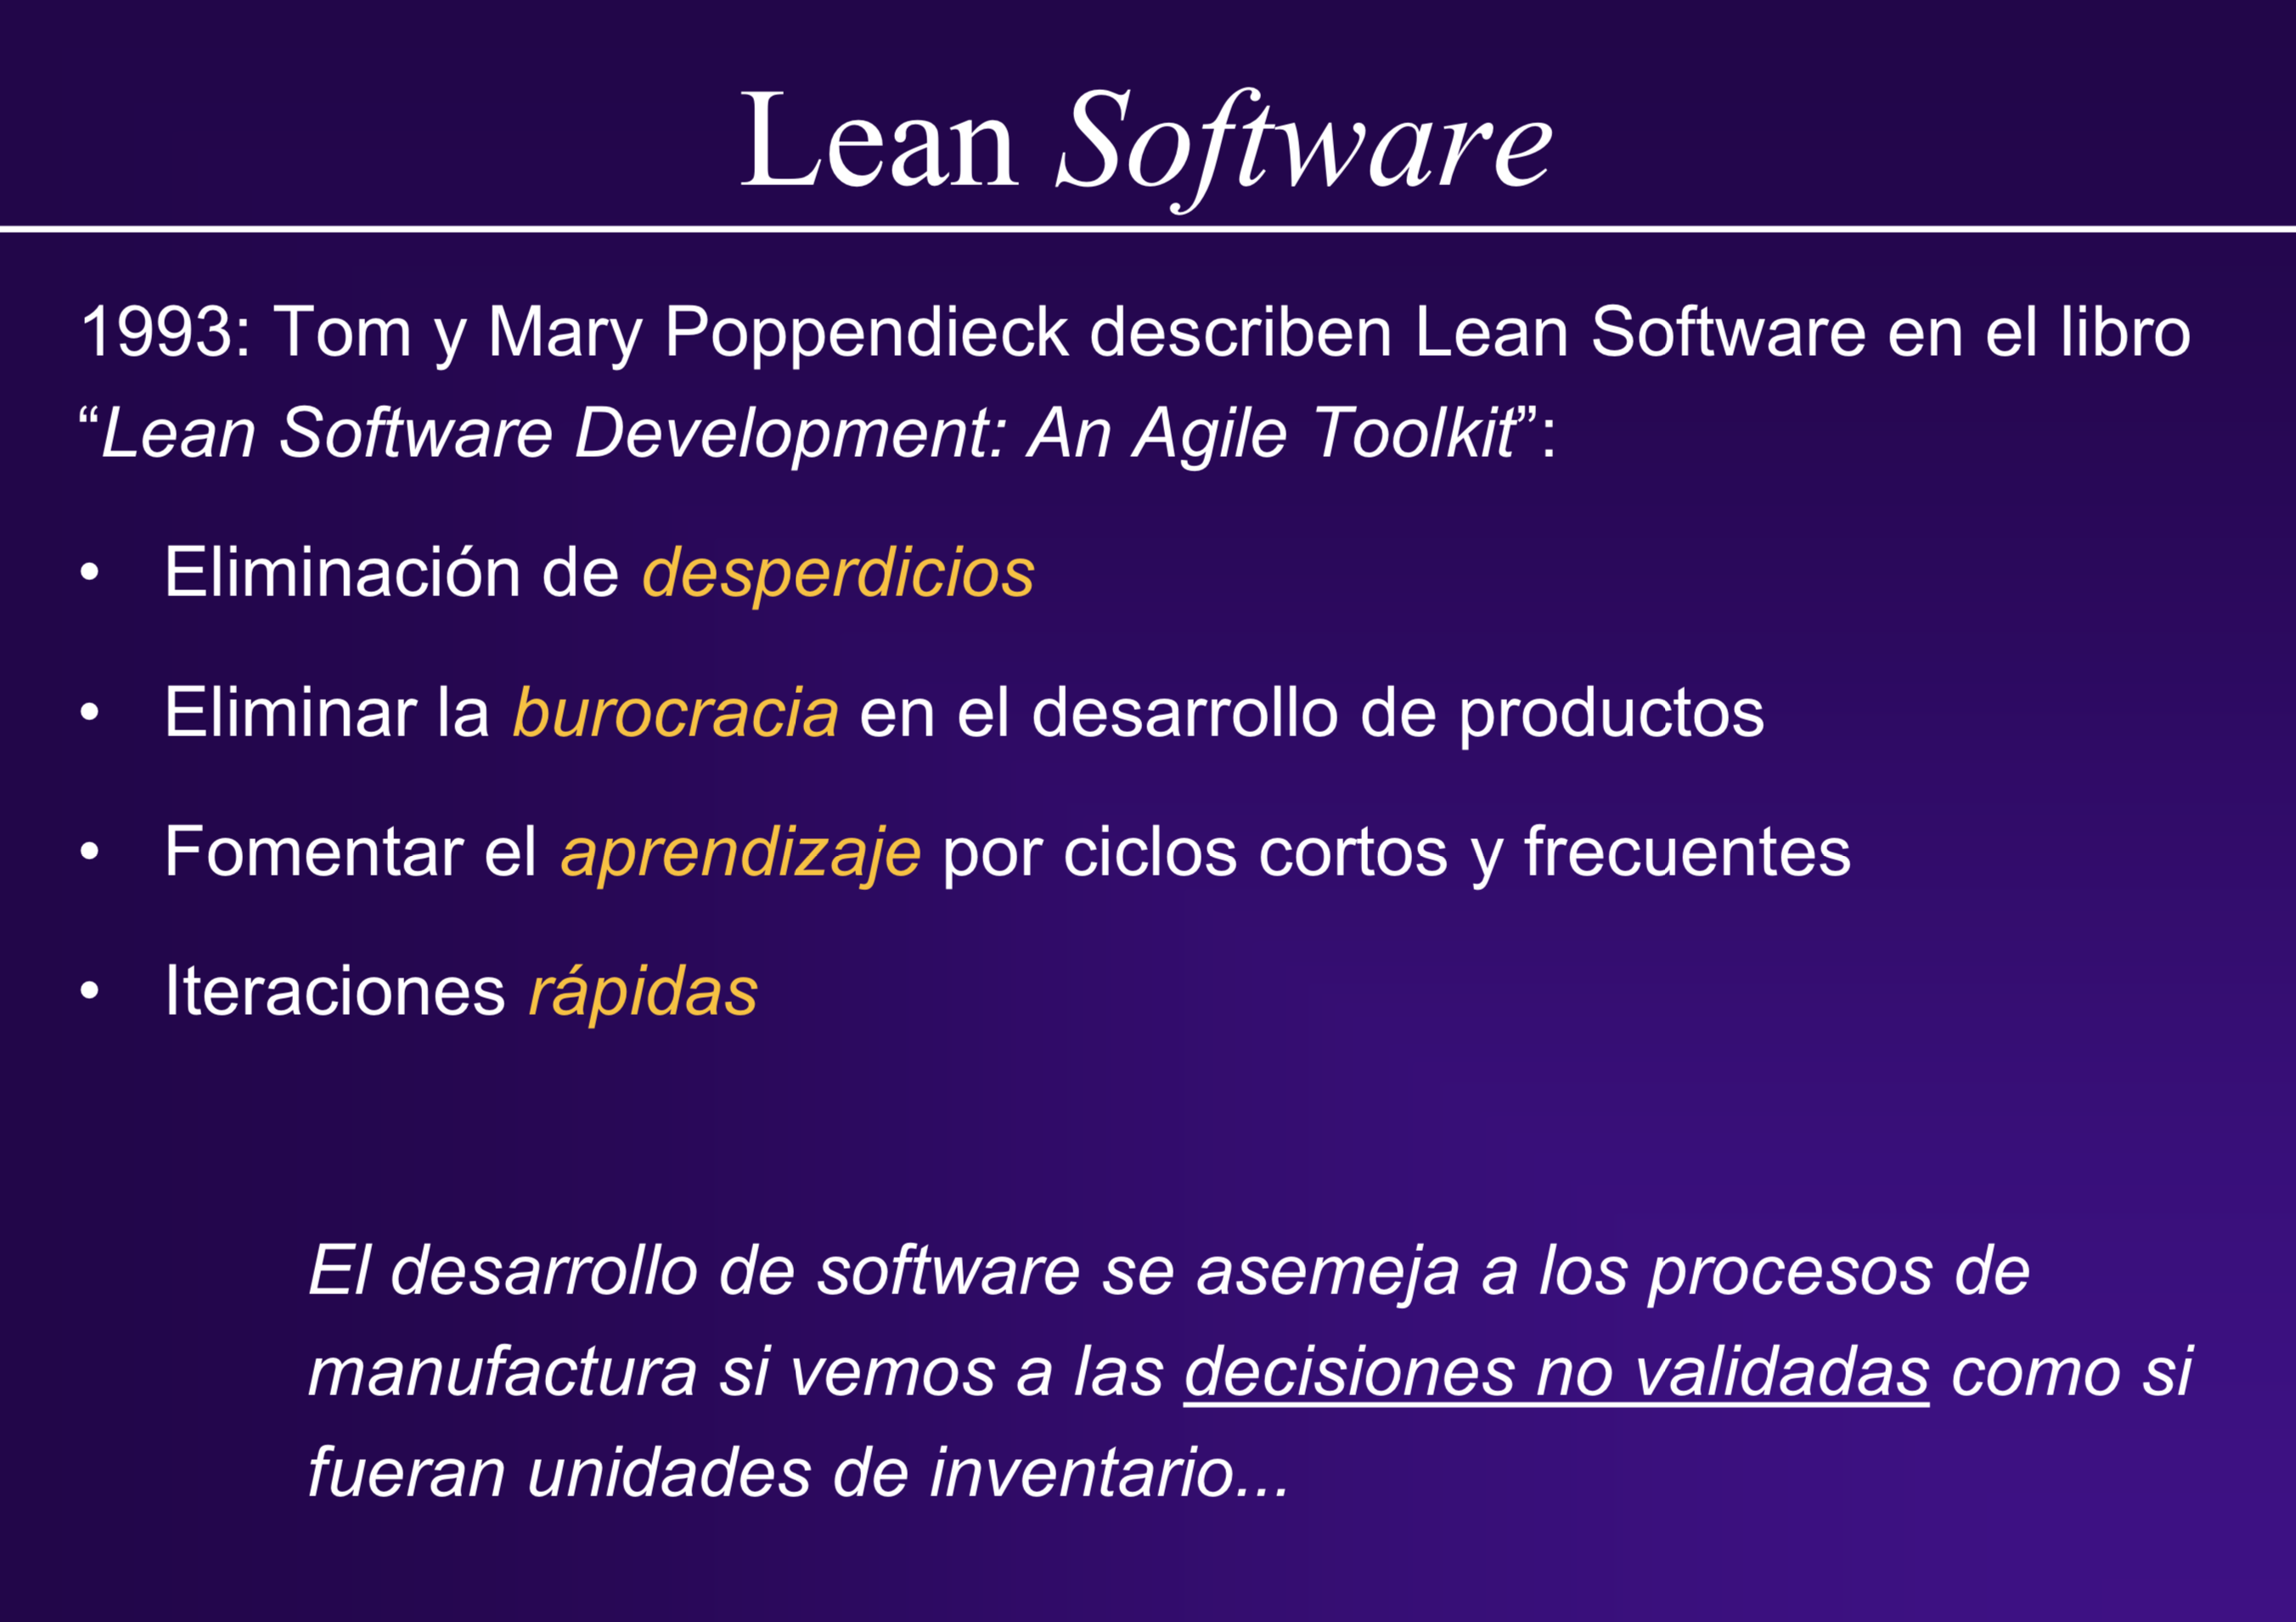 Lean Software
1993: Tom y Mary Poppendieck describen Lean Software en el libro
“Lean Software Development: An Agile Toolkit”:
• Eliminación de desperdicios
• Eliminar la burocracia en el desarrollo de productos
• Fomentar el aprendizaje por ciclos cortos y frecuentes
• Iteraciones rápidas
El desarrollo de software se asemeja a los procesos de
manufactura si vemos a las decisiones no validadas como si
fueran unidades de inventario...